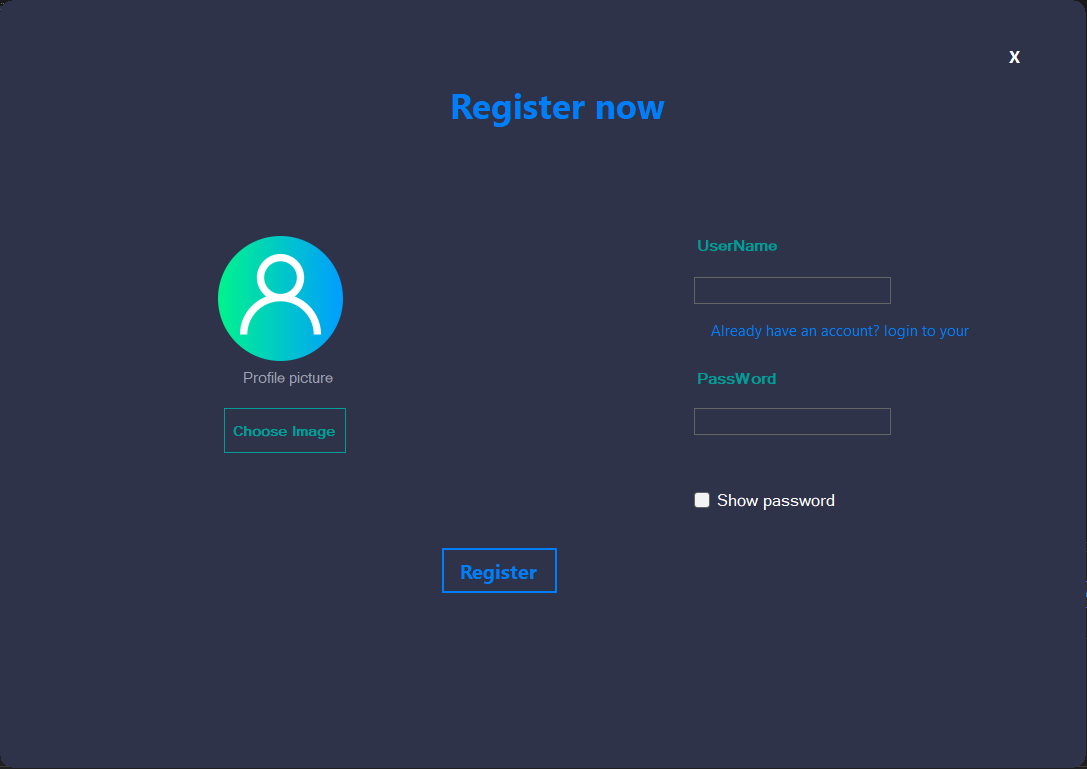 X
Register now
UserName
Already have an account? login to your
Profile picture
PassWord
Choose Image
Show password
Register